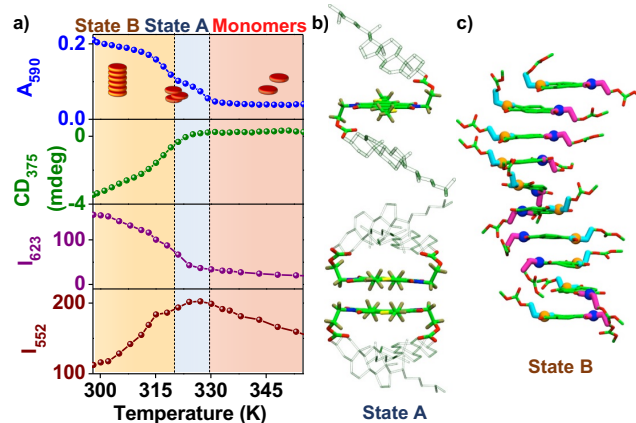 a) State B State A Monomers b) c)
A590
0.2
0.0
CD375
(mdeg)
0
-4
I623
100
0
I552
200
100
298 315 330 345
Temperature (K)
State A
State B